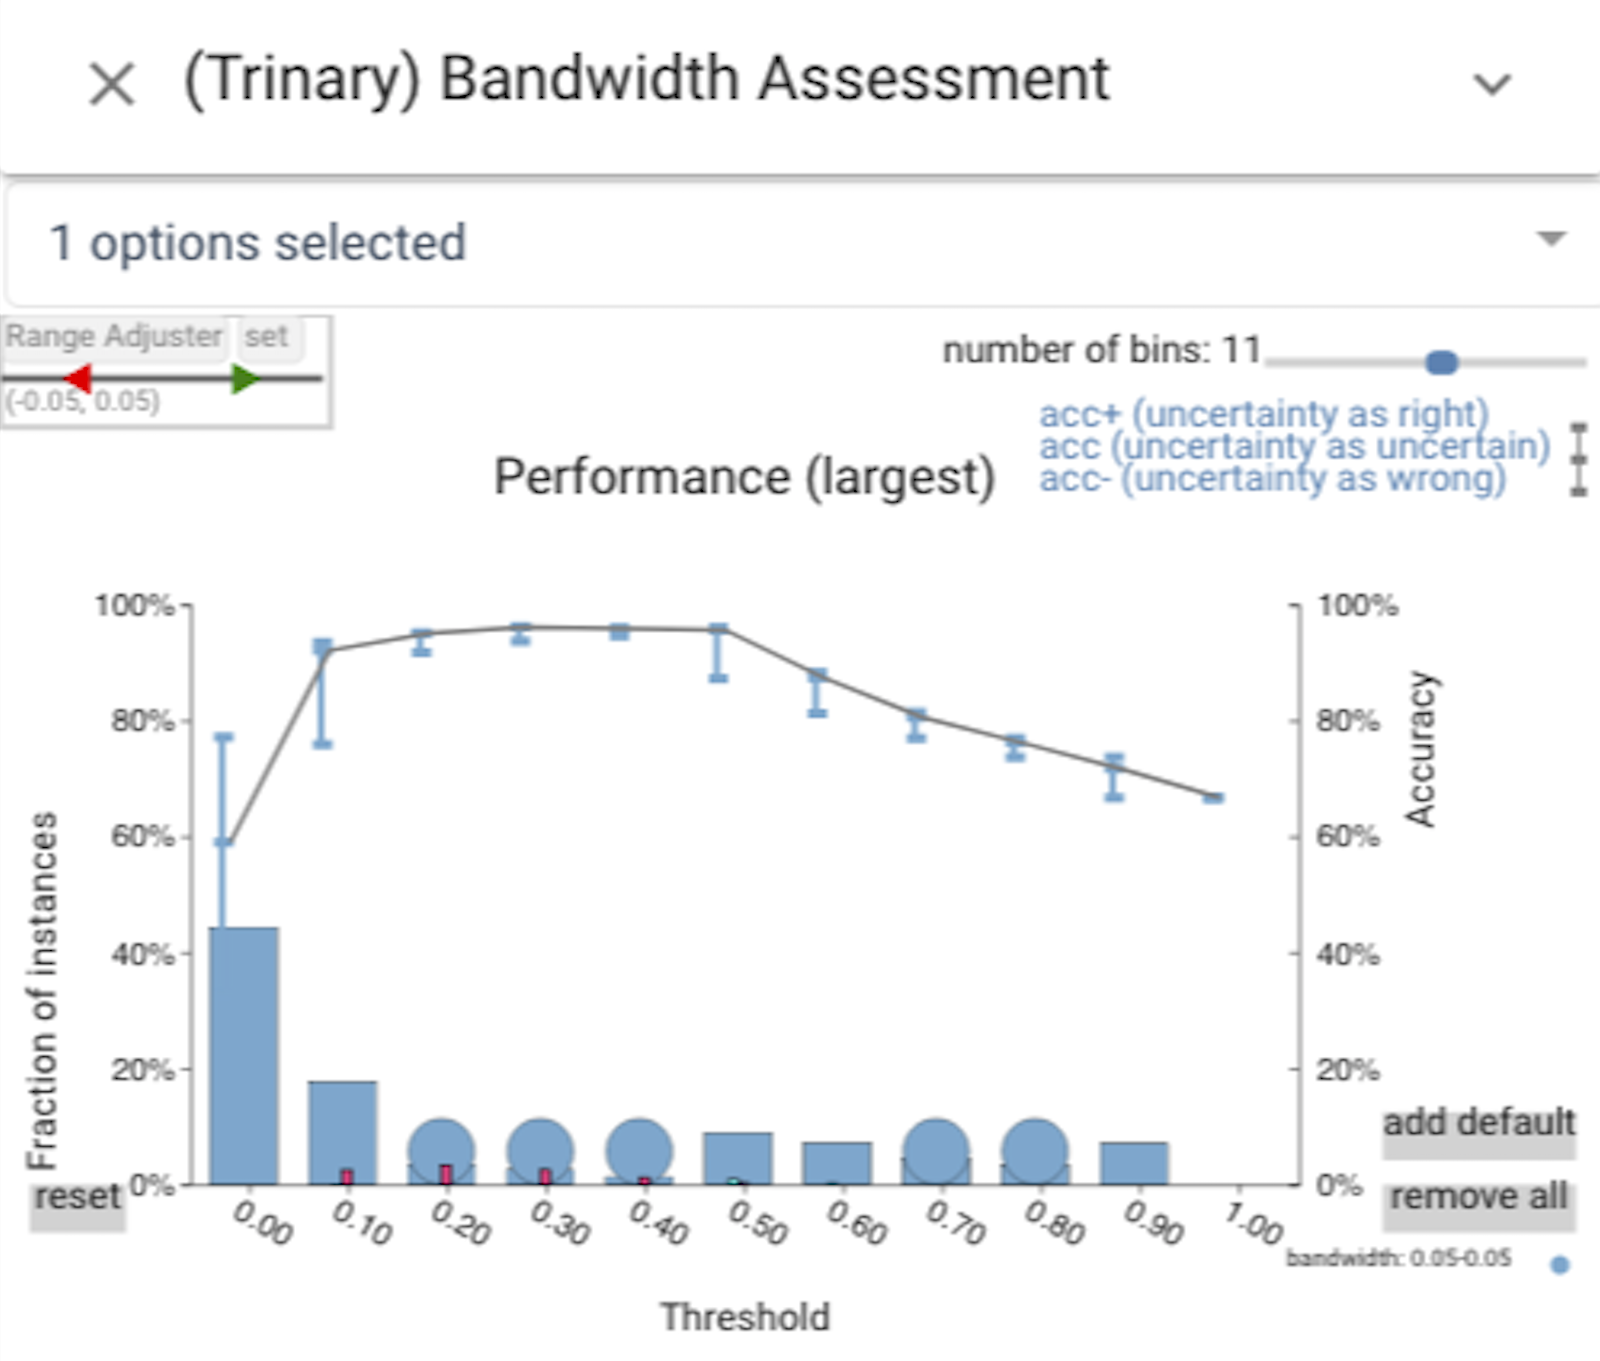 (Trinary) Bandwidth Assessment
1 options selected
Range Adjuster set
(-0.05, 0.05)
number of bins: 11
acc+ (uncertainty as right)
acc (uncertainty as uncertain)
acc- (uncertainty as wrong)
Performance (largest)
100%
80%
60%
40%
20%
0%
Fraction of instances
100%
80%
60%
40%
20%
0%
Accuracy
add default
remove all
reset
0.00 0.10 0.20 0.30 0.40 0.50 0.60 0.70 0.80 0.90 1.00
bandwidth: 0.05-0.05
Threshold